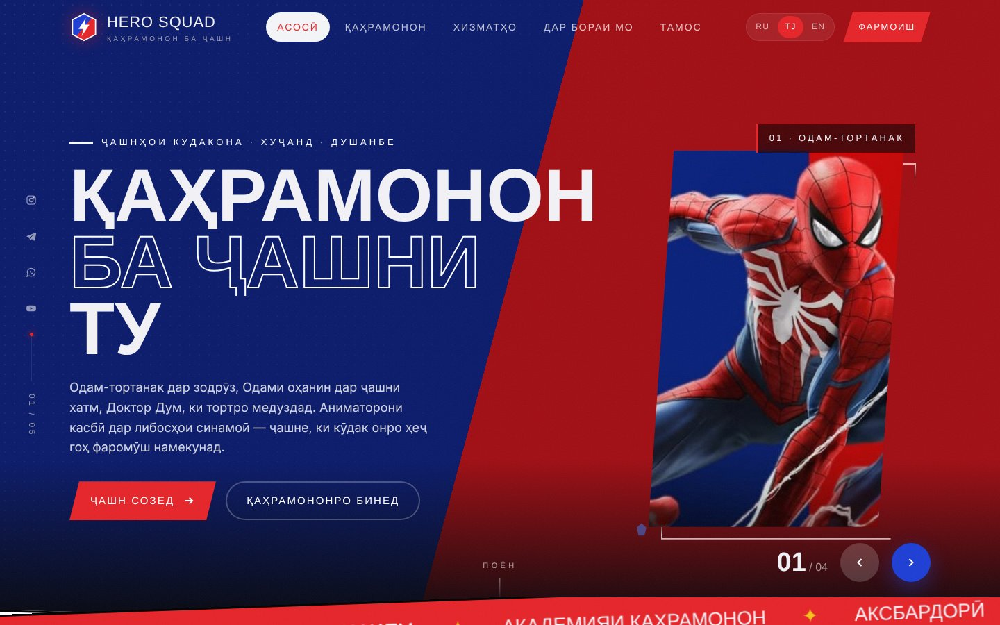 HERO SQUAD
ҚАҲРАМОНОН БА ҶАШН
АСОСӢ
ҚАҲРАМОНОН
ХИЗМАТҲО
ДАР БОРАИ МО
ТАМОС
RU
TJ
EN
ФАРМОИШ
ҶАШНҲОИ КӮДАКОНА · ХУҶАНД · ДУШАНБЕ
01 · ОДАМ-ТОРТАНАК
ҚАҲРАМОНОН
БА ҶАШНИ
ТУ
Одам-тортанак дар зодрӯз, Одами оҳанин дар ҷашни
хатм, Доктор Дум, ки тортро медуздад. Аниматорони
касбӣ дар либосҳои синамоӣ — ҷашне, ки кӯдак онро ҳеҷ
гоҳ фаромӯш намекунад.
01 / 05
ҶАШН СОЗЕД
ҚАҲРАМОНОНРО БИНЕД
ПОЁН
01 / 04
АКАДЕМИЯИ ҚАҲРАМОНОН
АКСБАРДОРӢ